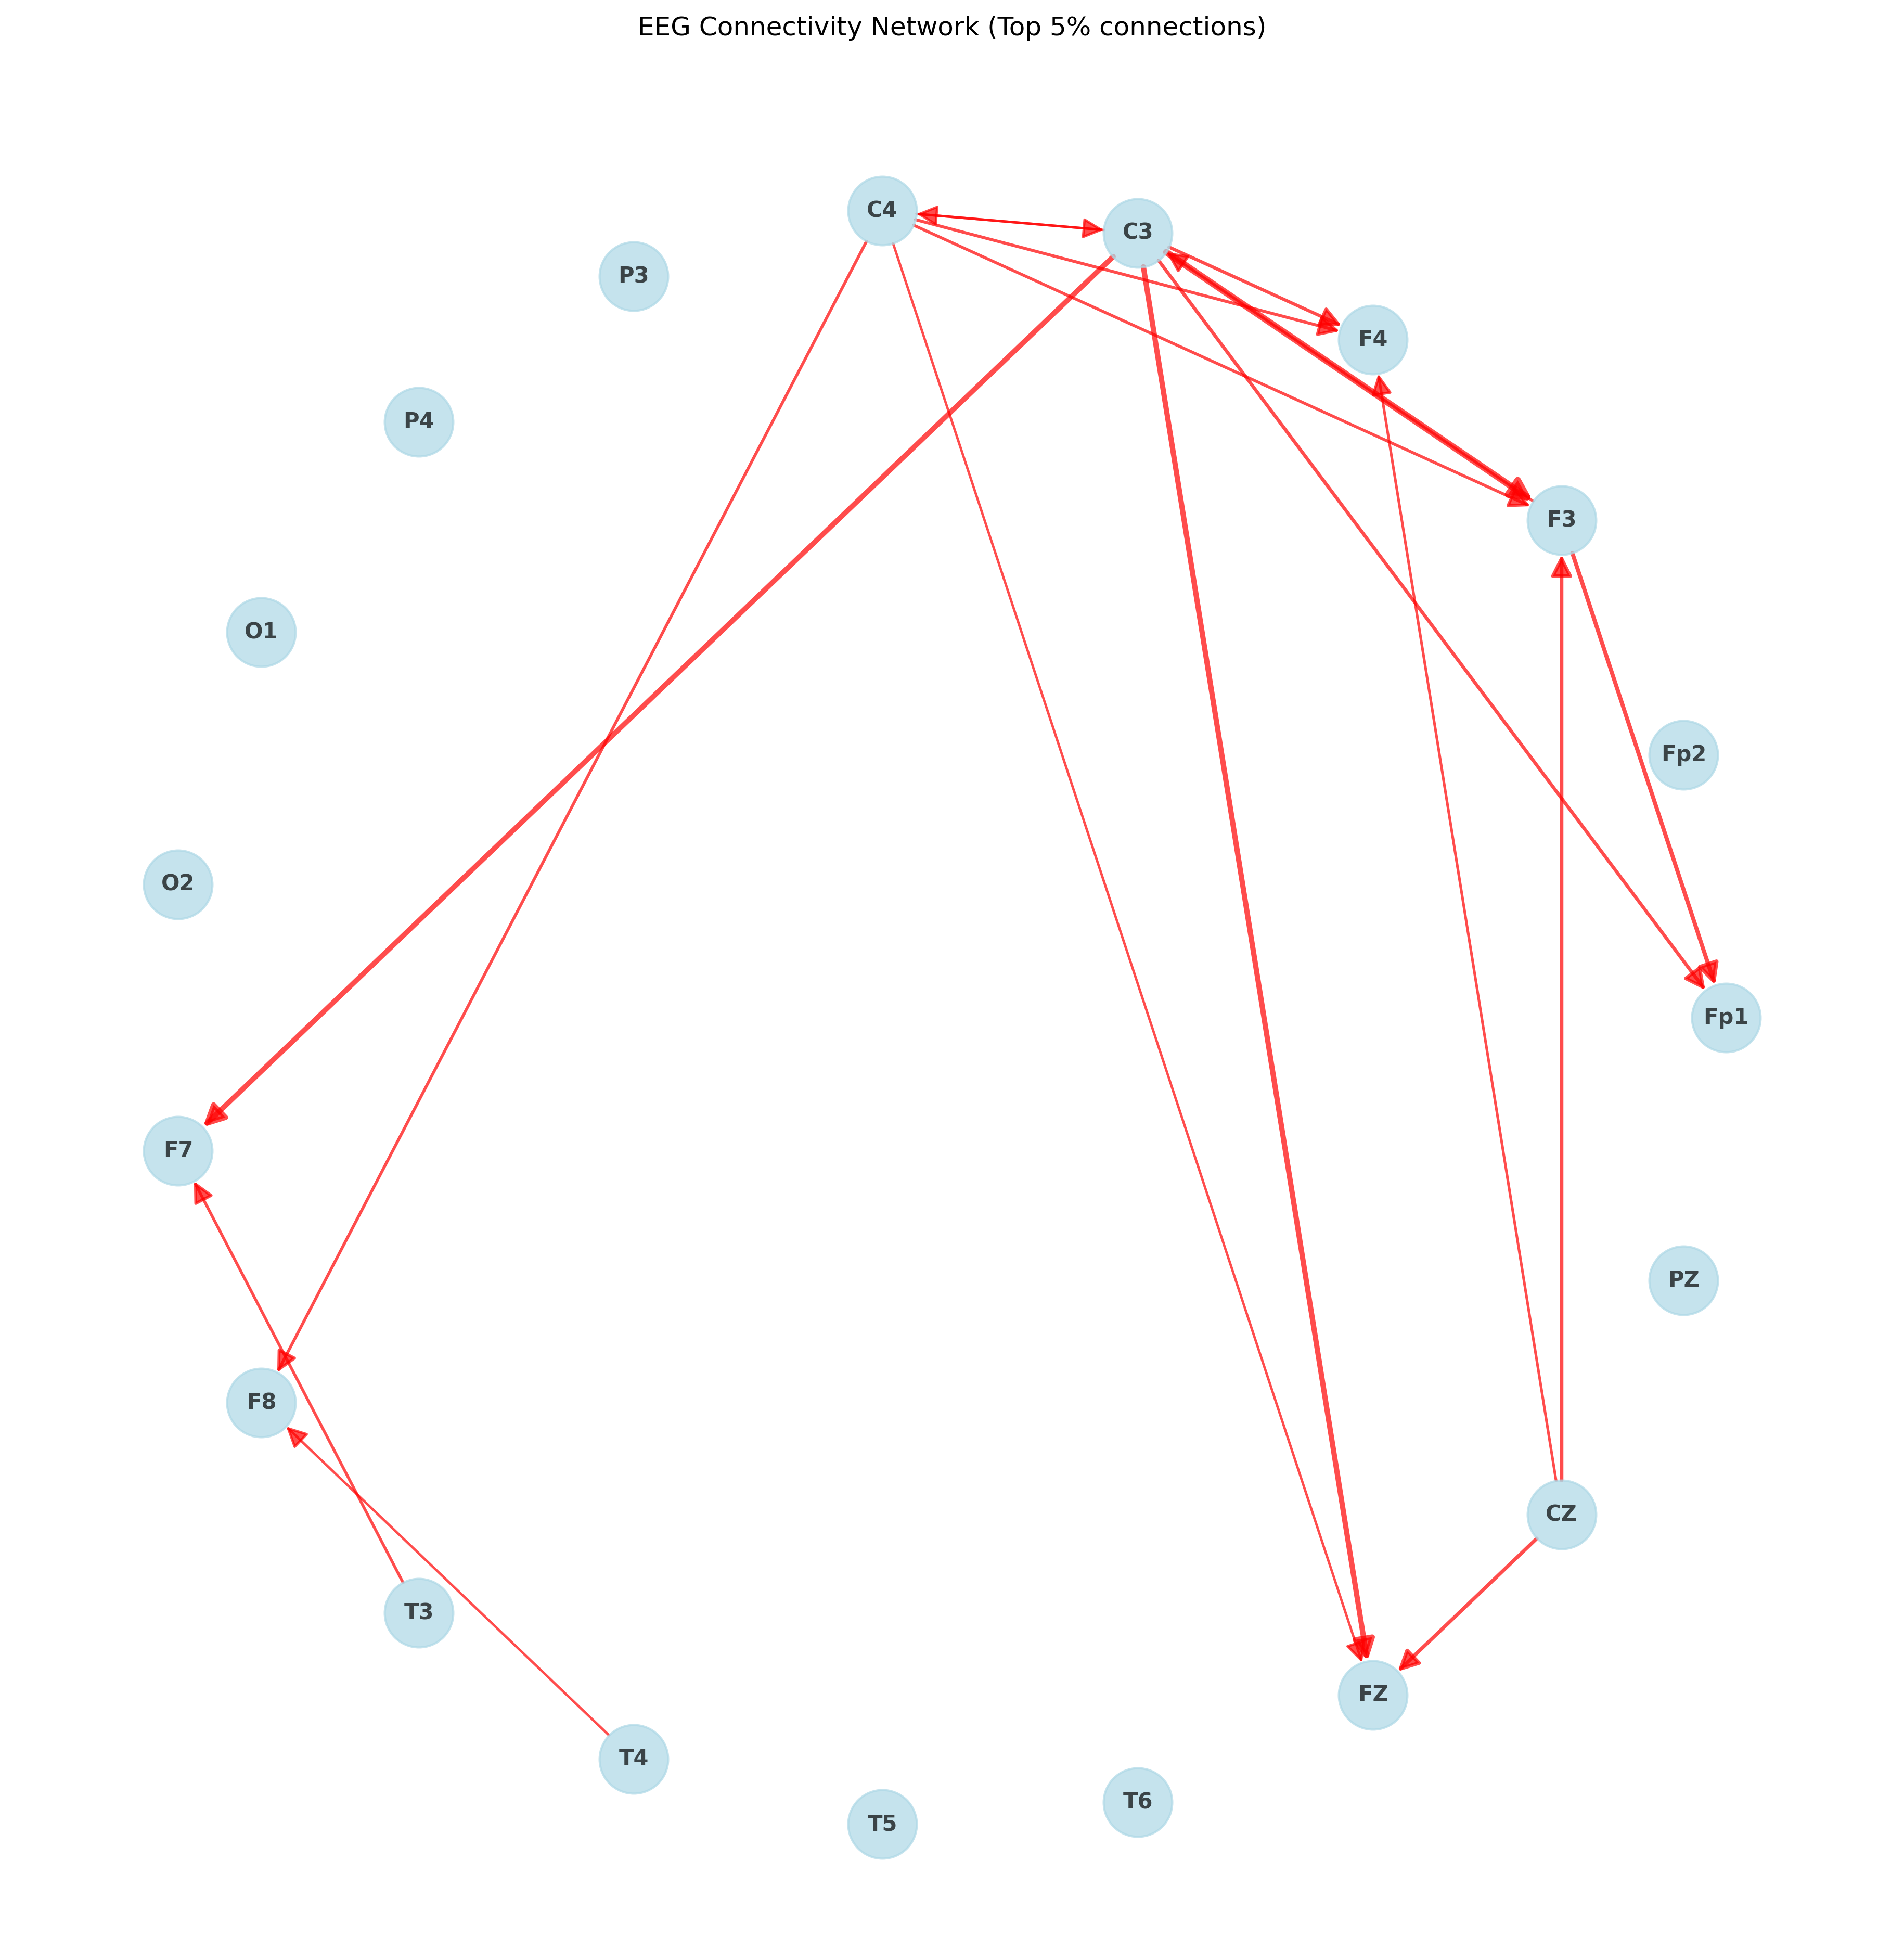 EEG Connectivity Network (Top 5% connections)
C4
C3
P3
F4
P4
F3
O1
Fp2
O2
Fp1
F7
PZ
F8
CZ
T3
FZ
T4
T6
T5